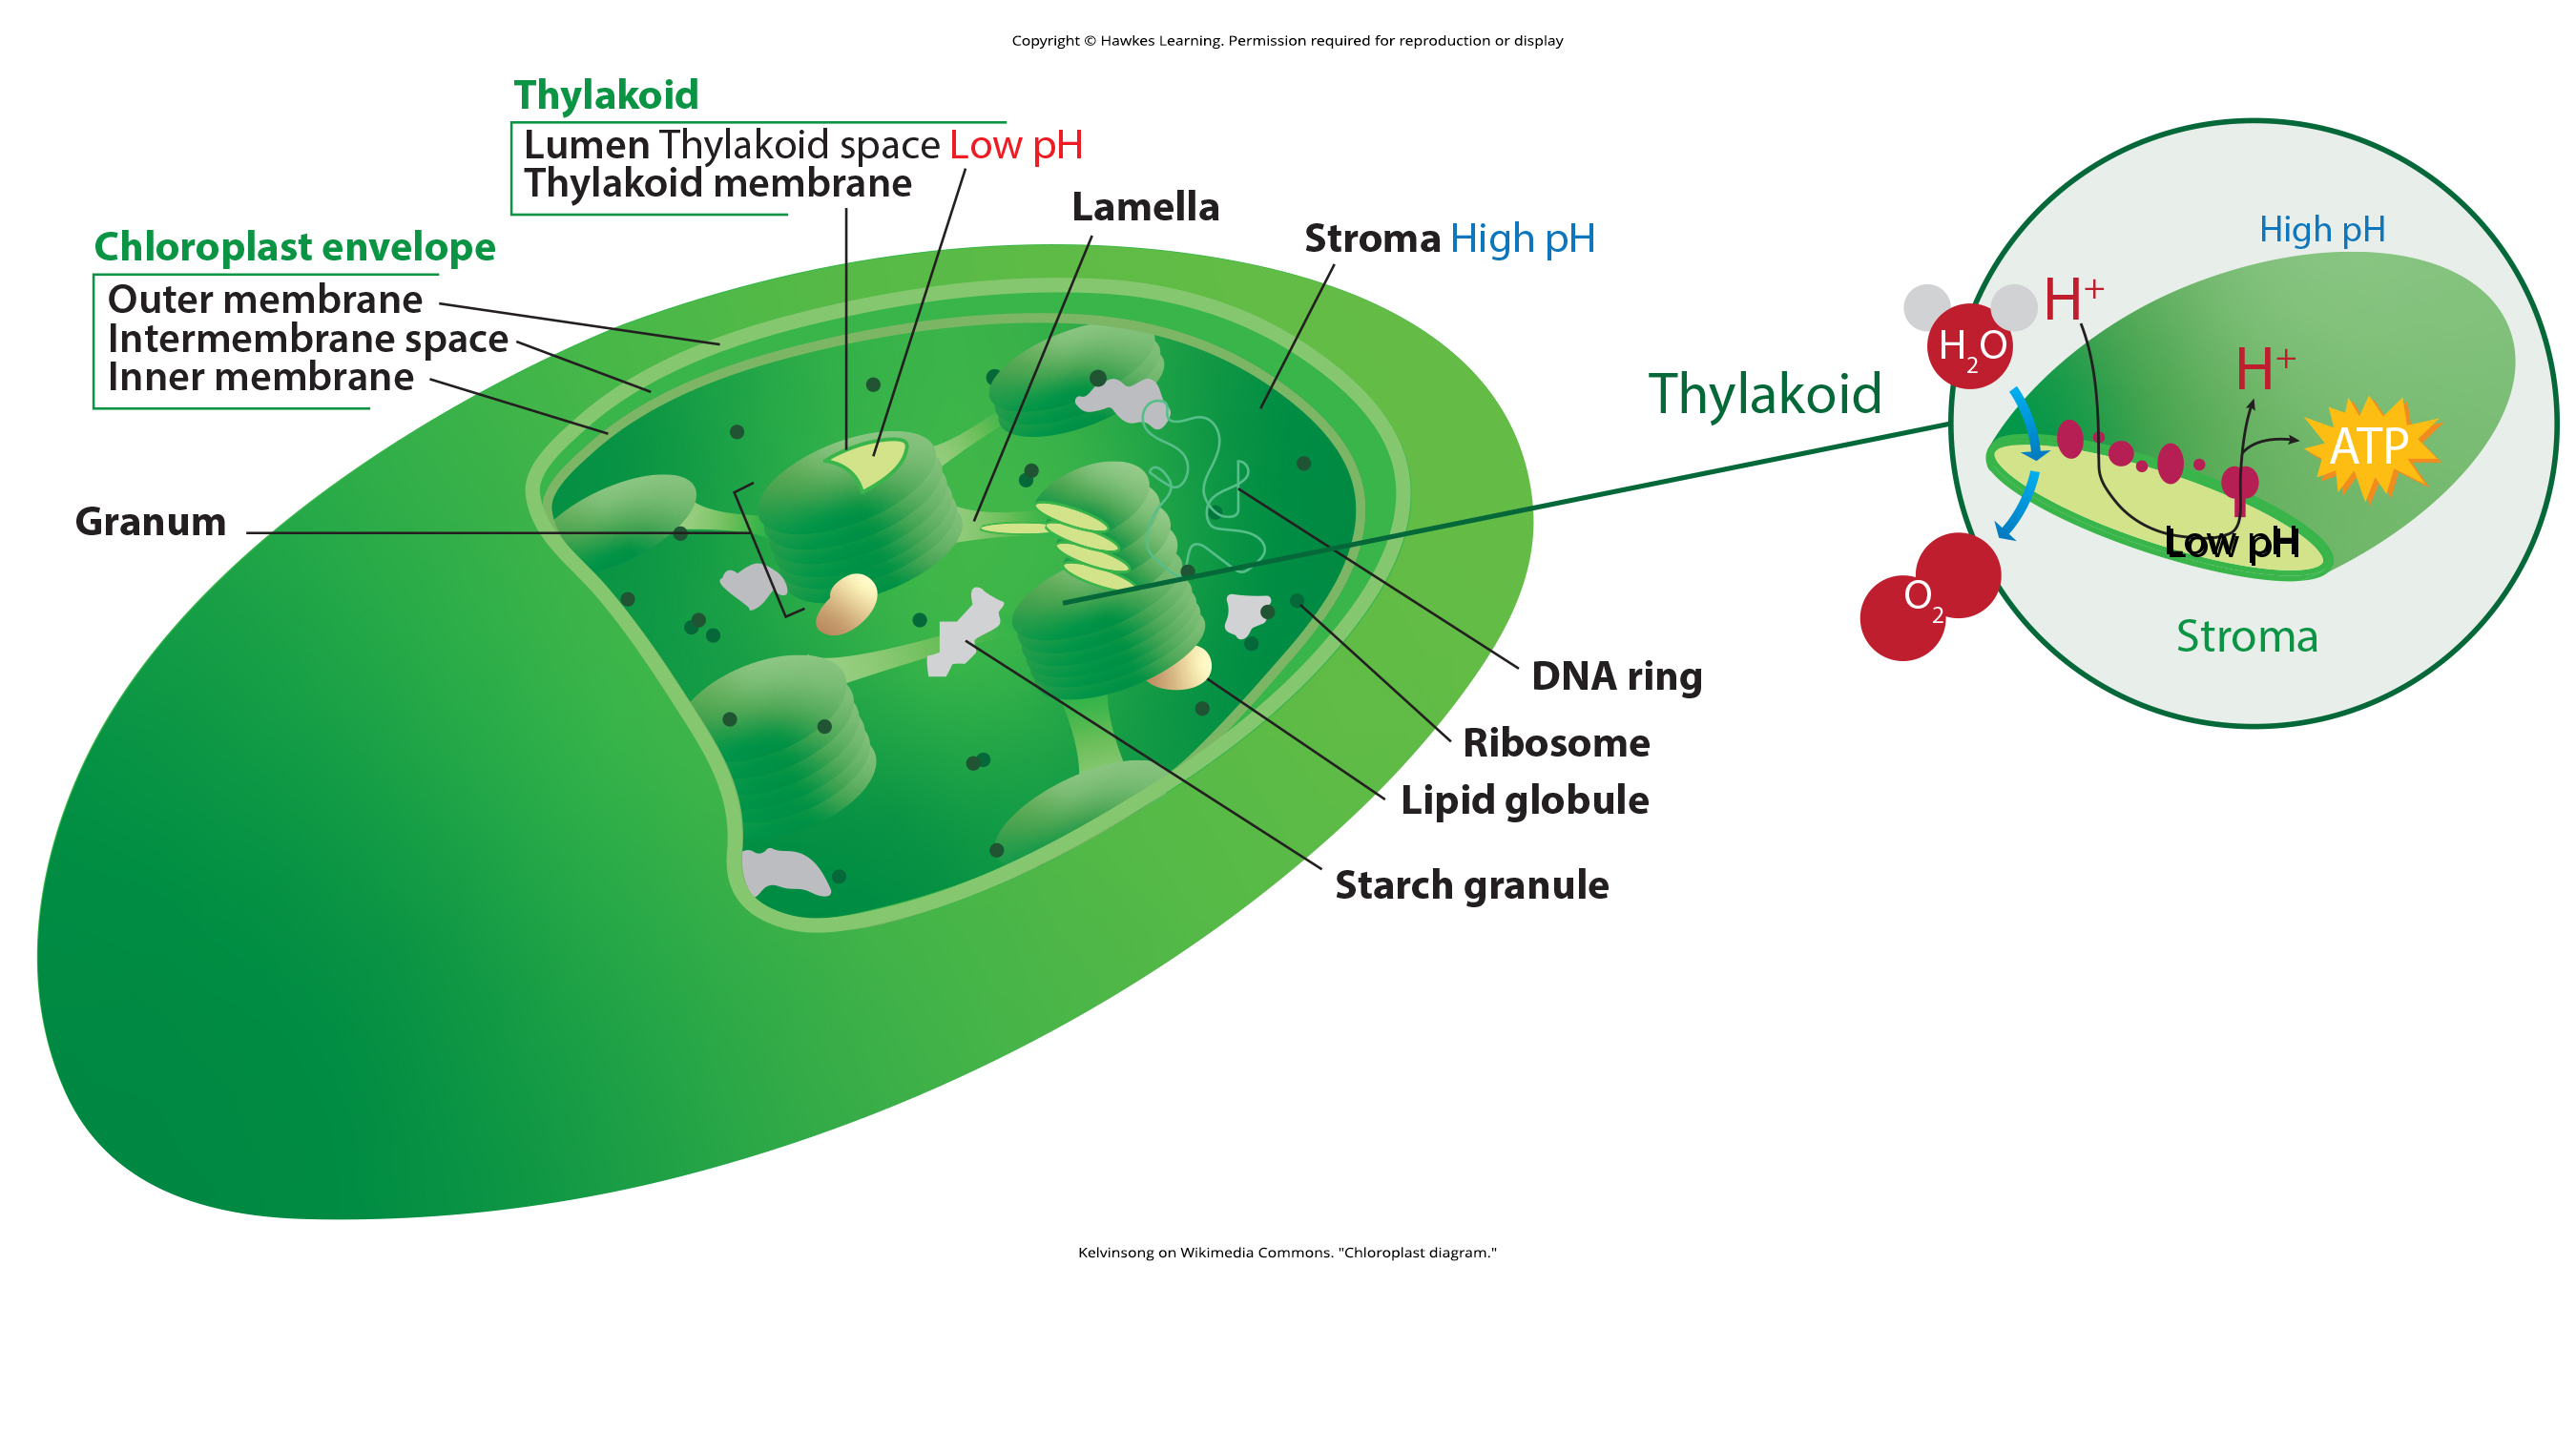 Copyright © Hawkes Learning. Permission required for reproduction or display
Thylakoid
Lumen Thylakoid space Low pH
Thylakoid membrane
Lamella
Stroma High pH
Chloroplast envelope
Outer membrane
Intermembrane space
Inner membrane
Granum
DNA ring
Ribosome
Lipid globule
Starch granule
Thylakoid
High pH
H+
H2O
H+
ATP
Low pH
O2
Stroma
Kelvinsong on Wikimedia Commons. "Chloroplast diagram."